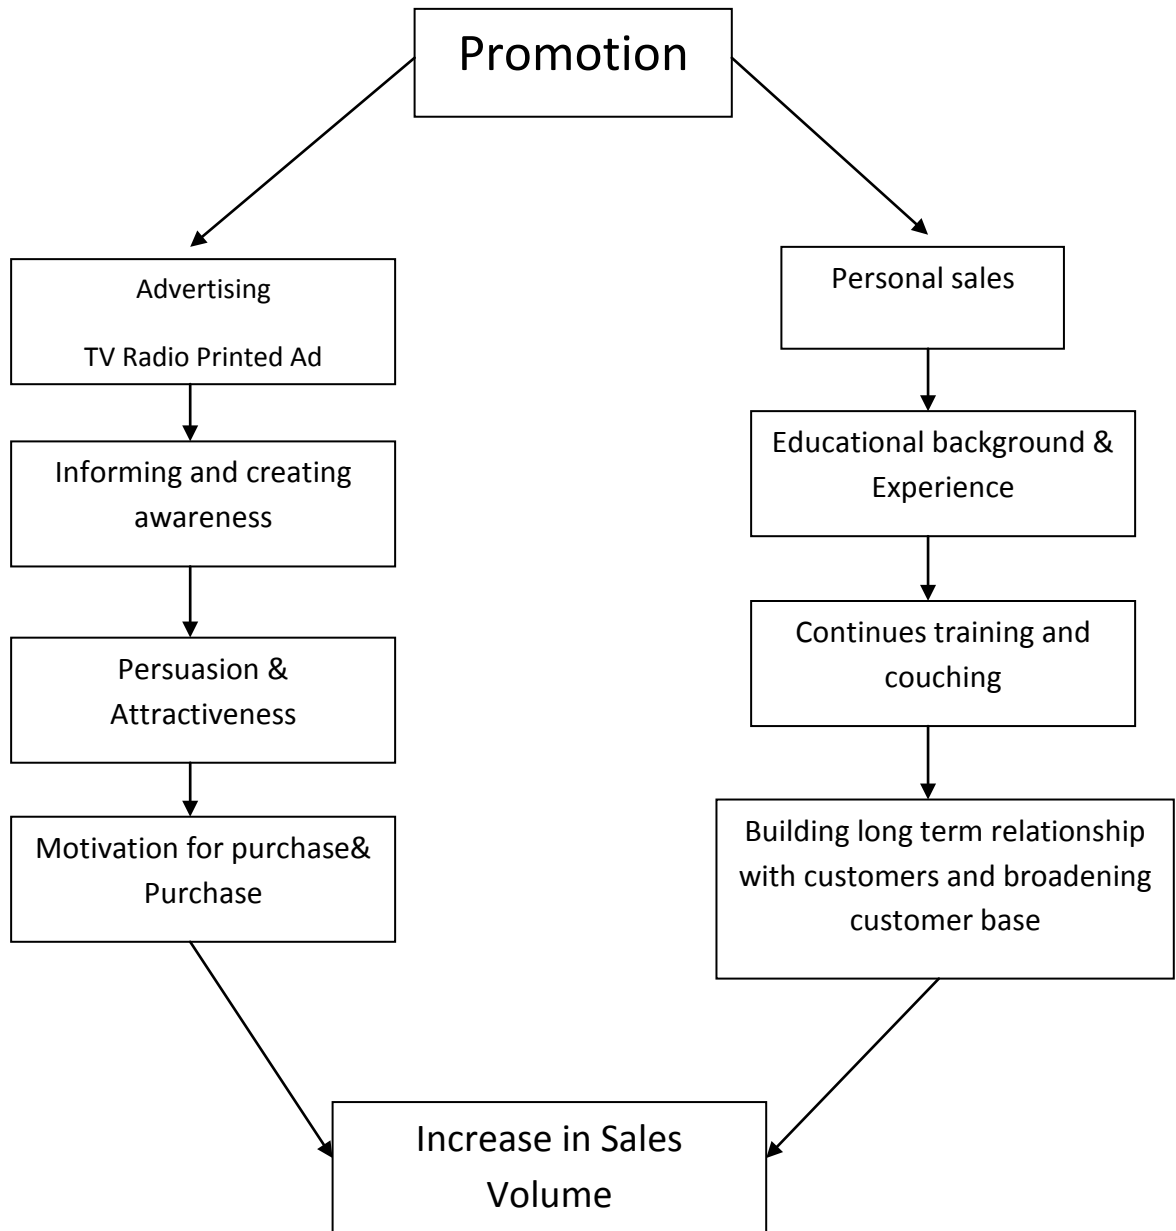 Promotion
Advertising
TV Radio Printed Ad
Informing and creating
awareness
Persuasion &
Attractiveness
Motivation for purchase&
Purchase
Personal sales
Educational background &
Experience
Continues training and
couching
Building long term relationship
with customers and broadening
customer base
Increase in Sales
Volume